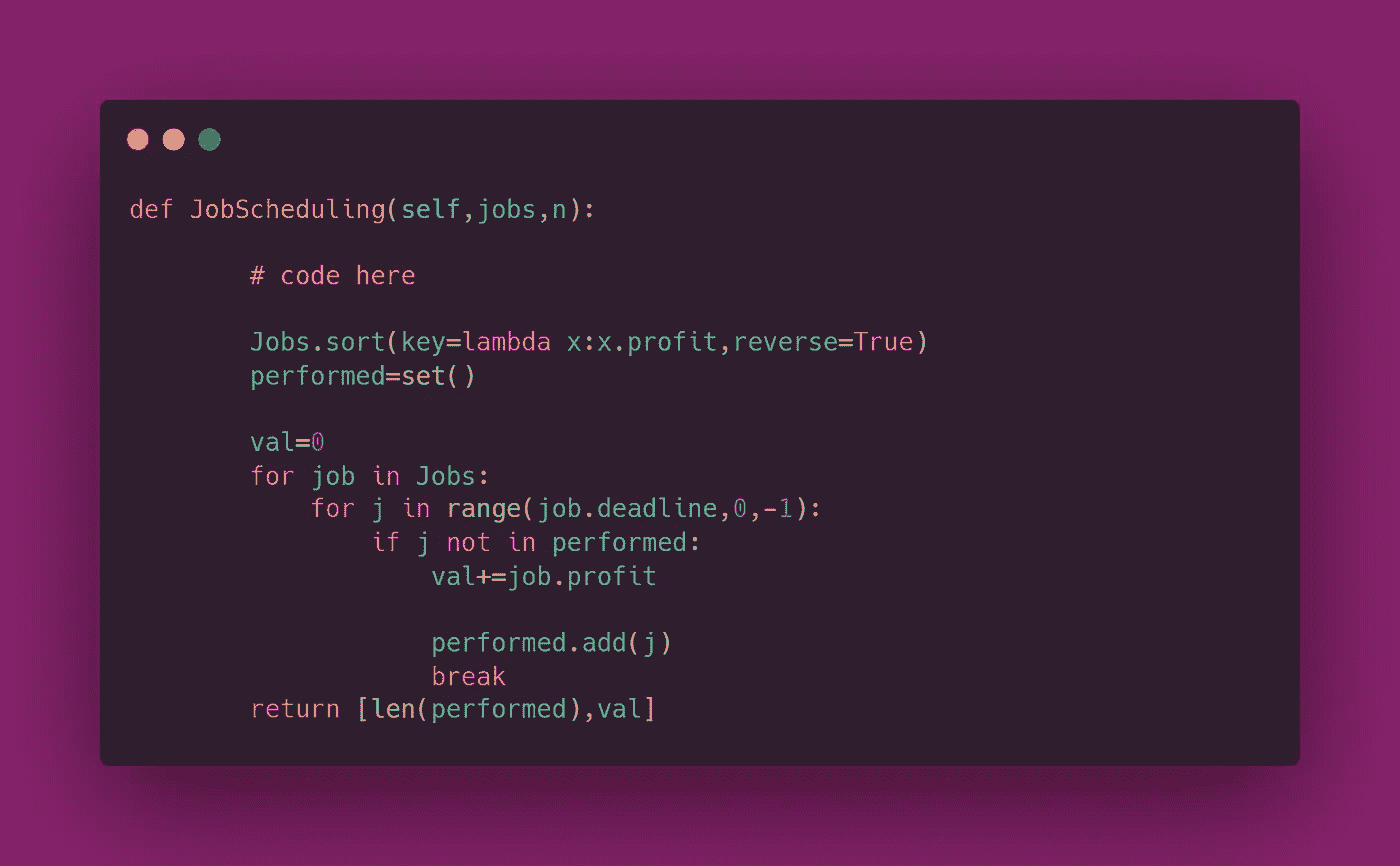 def JobScheduling(self,jobs,n):
# code here
Jobs.sort(key=lambda x:x.profit,reverse=True)
performed=set()
val=0
for job in Jobs:
for j in range(job.deadline,0,-1):
if j not in performed:
val+=job.profit
performed.add(j)
break
return [len(performed),val]